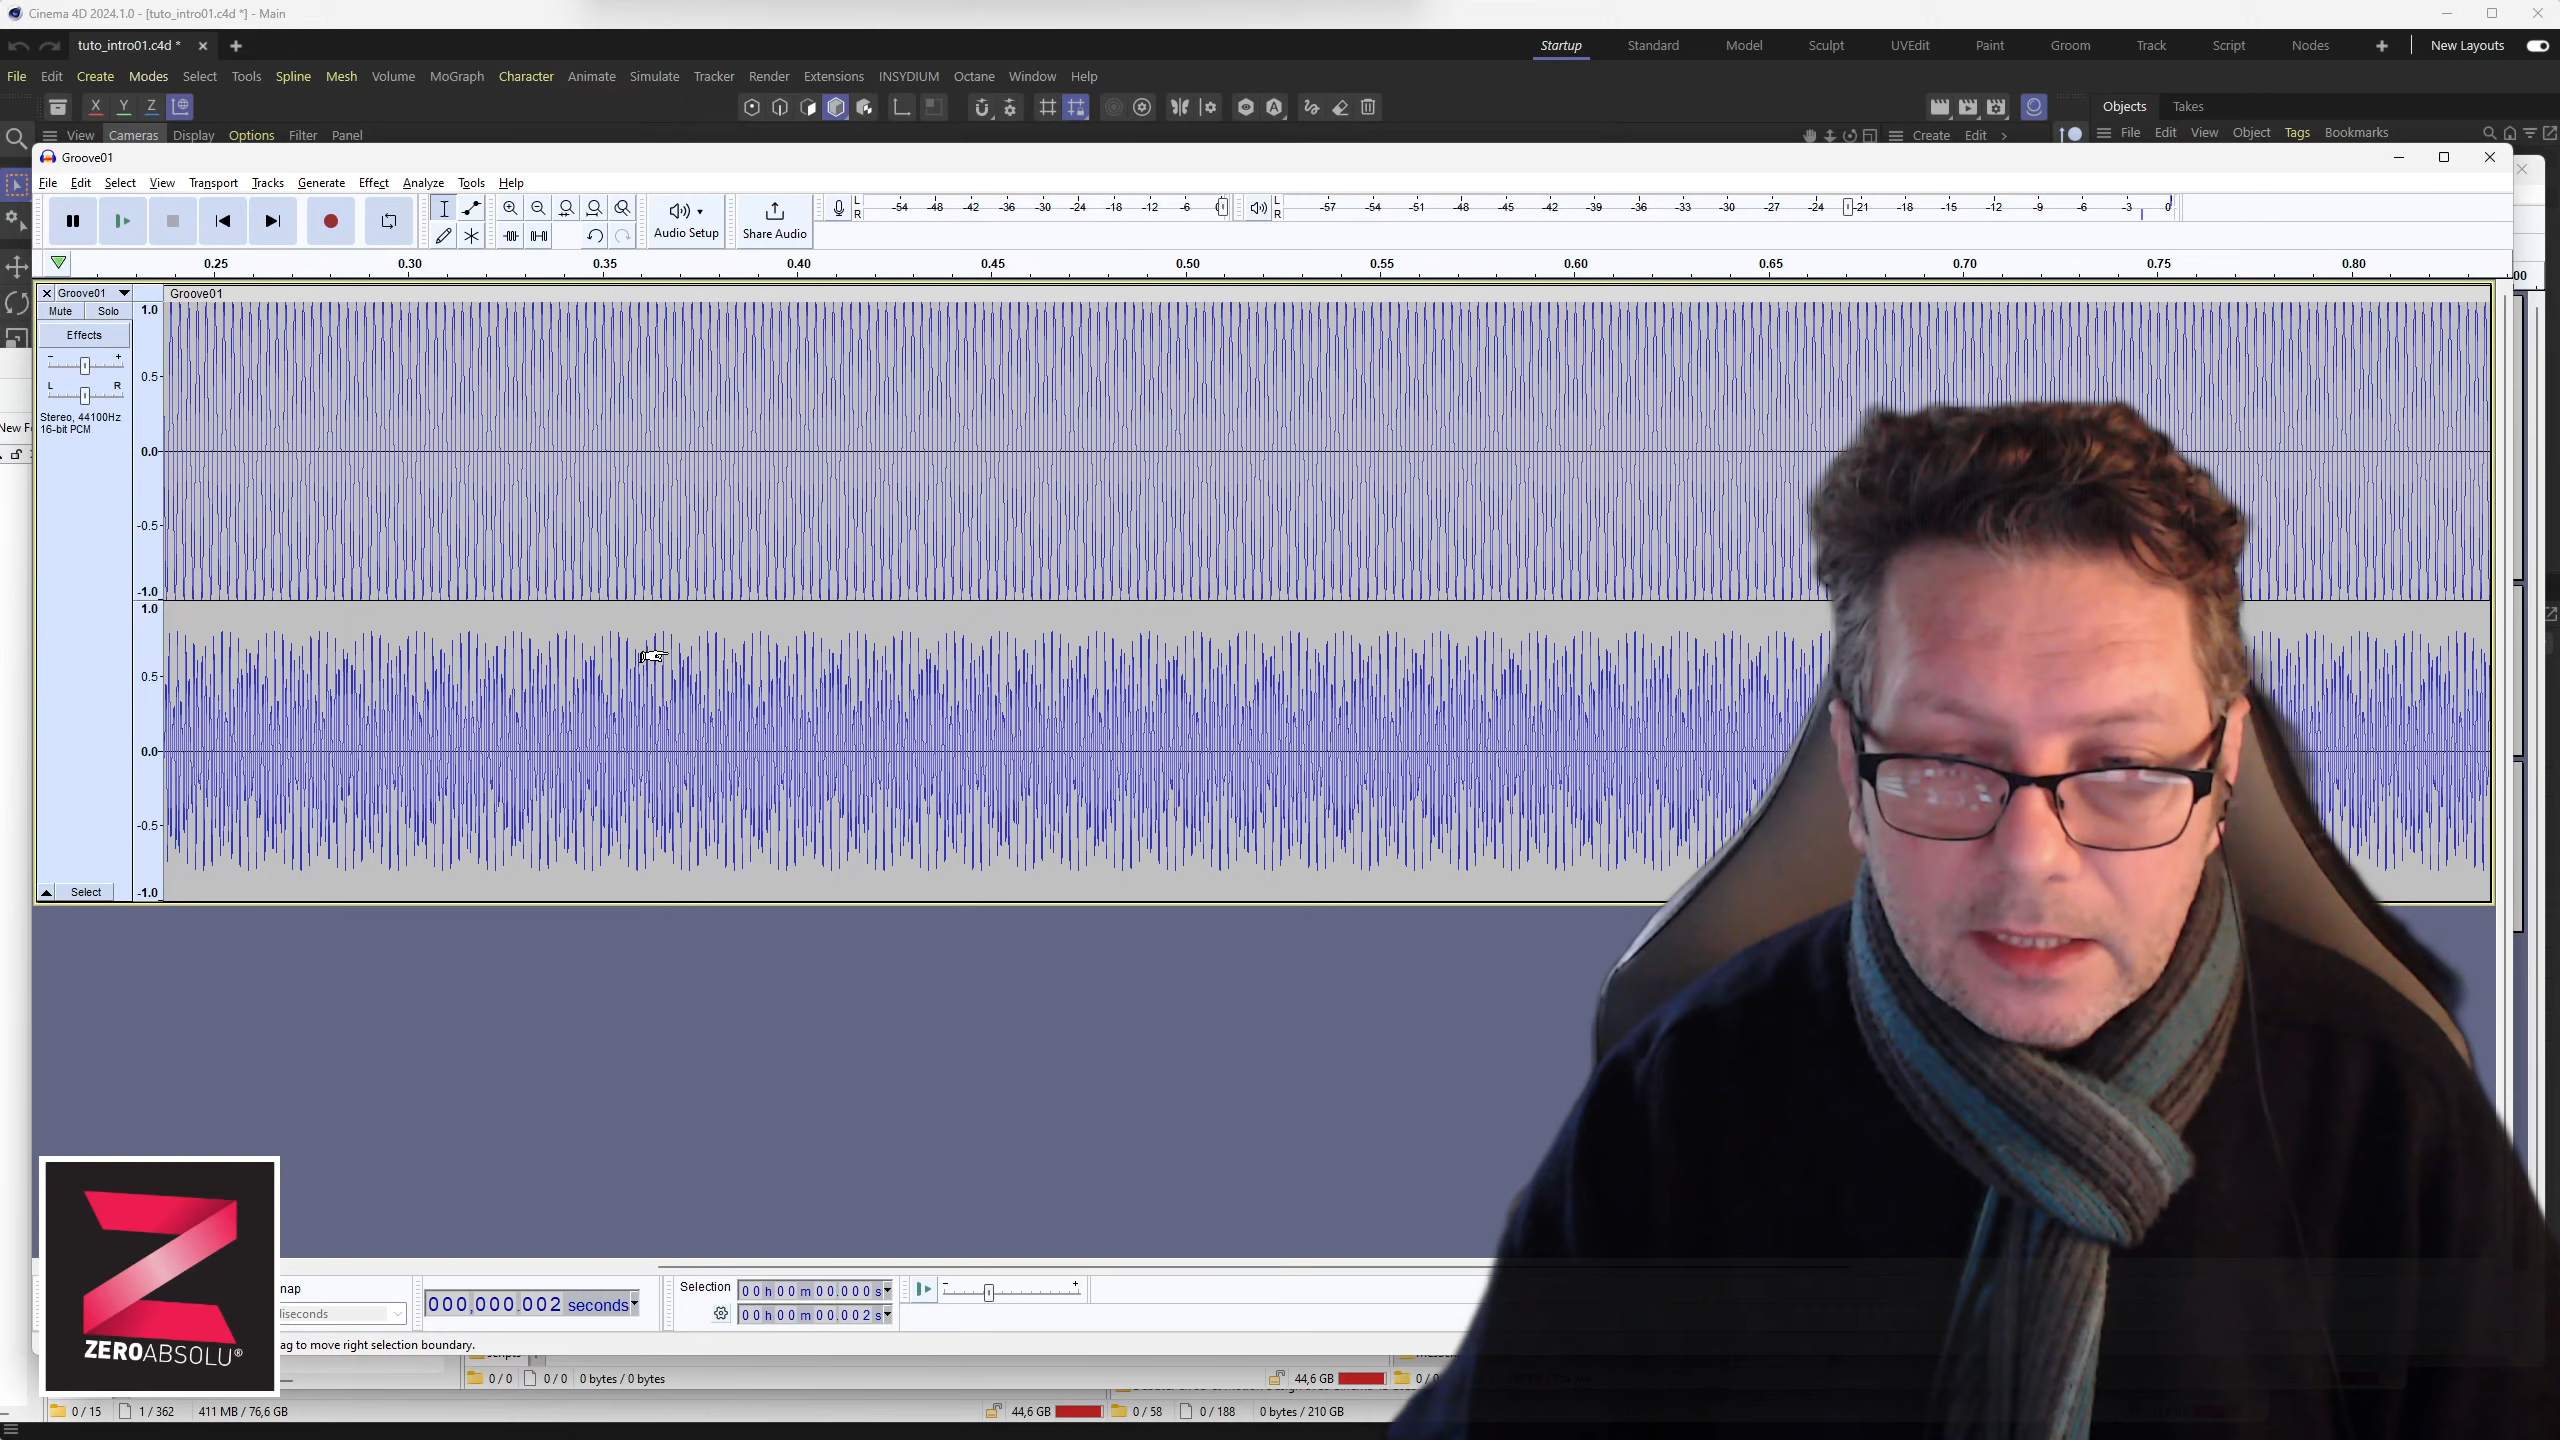 Cinema 4D 2024.1.0 - [tuto_intro01.c4d *] - Main
tuto_intro01.c4d *
Startup Standard Model Sculpt UVEdit Paint Groom Track Script Nodes New Layouts
File Edit Create Modes Select Tools Spline Mesh Volume MoGraph Character Animate Simulate Tracker Render Extensions INSYDIUM Octane Window Help
X Y Z
Objects Takes
View Cameras Display Options Filter Panel
Create Edit
File Edit View Object Tags Bookmarks
Groove01
File Edit Select View Transport Tracks Generate Effect Analyze Tools Help
Audio Setup
Share Audio
L
R
-54 -48 -42 -36 -30 -24 -18 -12 -6
L
R
-57 -54 -51 -48 -45 -42 -39 -36 -33 -30 -27 -24 -21 -18 -15 -12 -9 -6 -3 0
0.25 0.30 0.35 0.40 0.45 0.50 0.55 0.60 0.65 0.70 0.75 0.80
00
Groove01
Groove01
Mute Solo
Effects
- +
L R
Stereo, 44100Hz
16-bit PCM
1.0
0.5
0.0
-0.5
-1.0
1.0
0.5
0.0
-0.5
-1.0
Select
New F
ZEROABSOLU®
nap
liseconds
000,000.002 seconds
Selection
00h00m00.000s
00h00m00.002s
- +
ag to move right selection boundary.
scripts
0 / 0 0 / 0 0 bytes / 0 bytes
44,6 GB
0 / 15 1 / 362 411 MB / 76,6 GB
44,6 GB
0 / 58 0 / 188 0 bytes / 210 GB